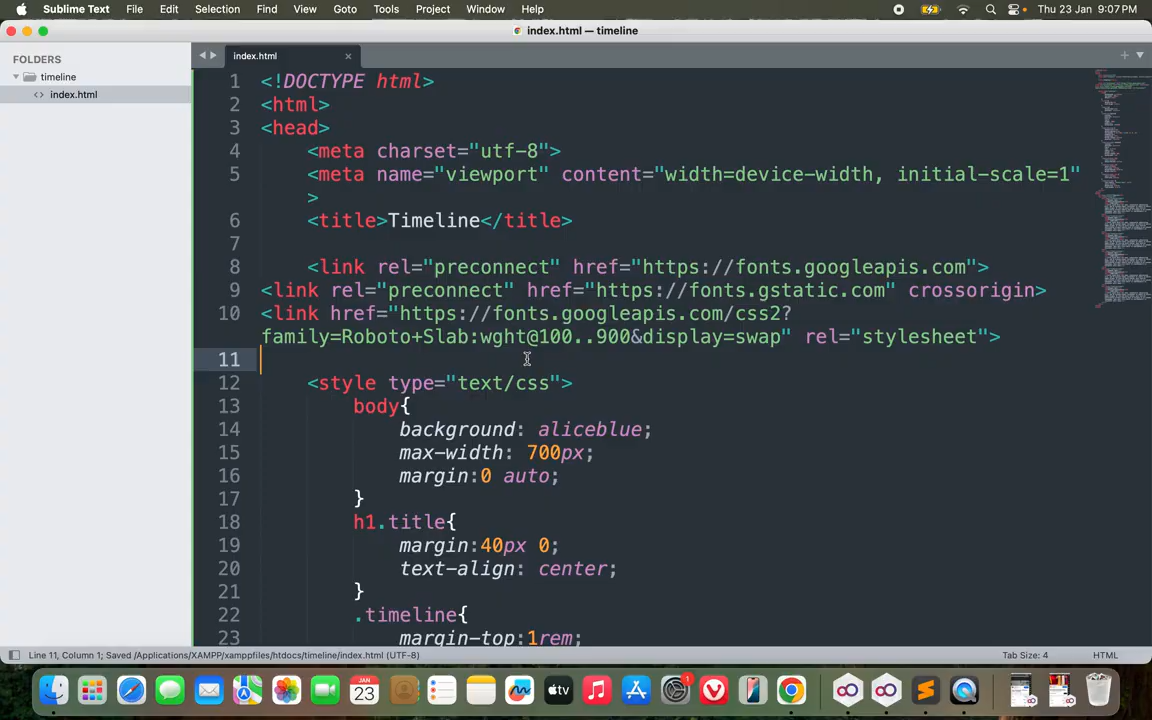 Sublime Text File Edit Selection Find View Goto Tools Project Window Help Thu 23 Jan 9:07 PM
index.html — timeline
FOLDERS
timeline
<> index.html
index.html
1 <!DOCTYPE html>
2 <html>
3 <head>
4 <meta charset="utf-8">
5 <meta name="viewport" content="width=device-width, initial-scale=1"
>
6 <title>Timeline</title>
7
8 <link rel="preconnect" href="https://fonts.googleapis.com">
9 <link rel="preconnect" href="https://fonts.gstatic.com" crossorigin>
10 <link href="https://fonts.googleapis.com/css2?
family=Roboto+Slab:wght@100..900&display=swap" rel="stylesheet">
11
12 <style type="text/css">
13 body{
14 background: aliceblue;
15 max-width: 700px;
16 margin:0 auto;
17 }
18 h1.title{
19 margin:40px 0;
20 text-align: center;
21 }
22 .timeline{
23 margin-top:1rem;
Line 11, Column 1; Saved /Applications/XAMPP/xamppfiles/htdocs/timeline/index.html (UTF-8) Tab Size: 4 HTML
JAN
23
tv
1